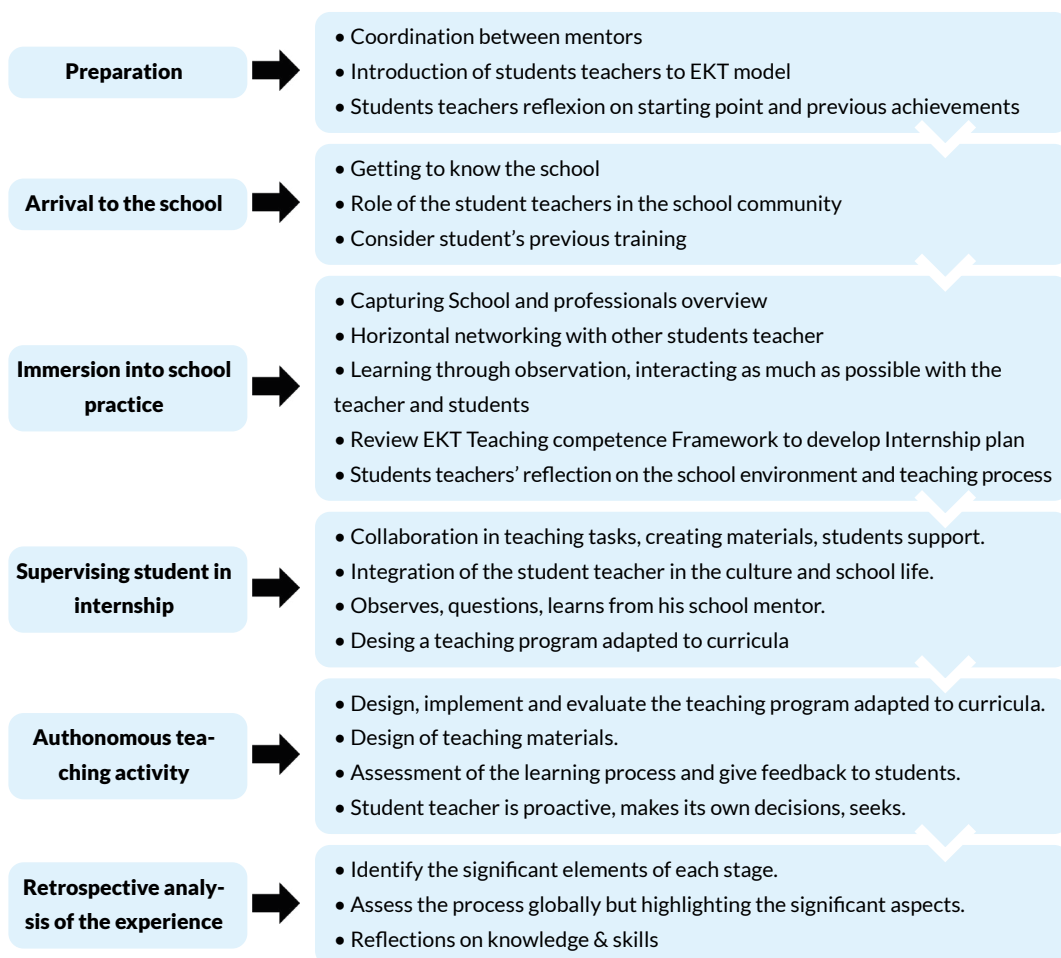 Preparation
• Coordination between mentors
• Introduction of students teachers to EKT model
• Students teachers reflexion on starting point and previous achievements
Arrival to the school
• Getting to know the school
• Role of the student teachers in the school community
• Consider student’s previous training
Immersion into school
practice
• Capturing School and professionals overview
• Horizontal networking with other students teacher
• Learning through observation, interacting as much as possible with the
teacher and students
• Review EKT Teaching competence Framework to develop Internship plan
• Students teachers’ reflection on the school environment and teaching process
Supervising student in
internship
• Collaboration in teaching tasks, creating materials, students support.
• Integration of the student teacher in the culture and school life.
• Observes, questions, learns from his school mentor.
• Desing a teaching program adapted to curricula
Authonomous tea-
ching activity
• Design, implement and evaluate the teaching program adapted to curricula.
• Design of teaching materials.
• Assessment of the learning process and give feedback to students.
• Student teacher is proactive, makes its own decisions, seeks.
Retrospective analy-
sis of the experience
• Identify the significant elements of each stage.
• Assess the process globally but highlighting the significant aspects.
• Reflections on knowledge & skills